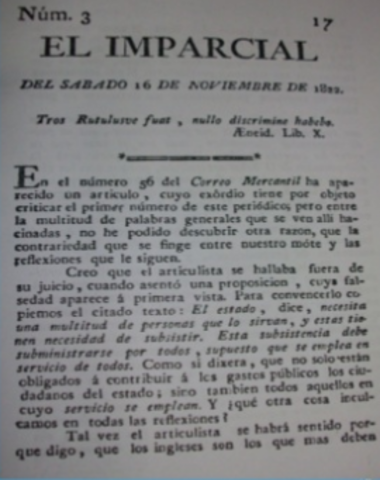 Núm. 3
17
EL IMPARCIAL
DEL SABADO 16 DE NOVIEMBRE DE 1822.
Tros Rutulusve fuat, nullo discrimine habebo.
Æneid. Lib. X.
En el número 56 del Correo Mercantil ha apa-
recido un artículo, cuyo exôrdio tiene por objeto
criticar el primer número de este periódico; pero entre
la multitud de palabras generales que se ven alli ha-
cinadas, no he podido descubrir otra razon, que la
contrariedad que se finge entre nuestro móte y las
reflexiones que le siguen.
Creo que el articulista se hallaba fuera de
su juicio, cuando asentó una proposicion, cuya fal-
sedad aparece á primera vista. Para convencerlo co-
piemos el citado texto: El estado, dice, necesita
una multitud de personas que lo sirvan, y estas tie-
nen necesidad de subsistir. Esta subsistencia debe
subministrarse por todos, supuesto que se emplea en
servicio de todos. Como si dixera, que no solo están
obligados á contribuir á los gastos públicos los ciu-
dadanos del estado; sino tambien todos aquellos en
cuyo servicio se emplean. Y ¿qué otra cosa incul-
camos en todas las reflexîones?
Tal vez el articulista se habrá sentido por-
que digo, que los ingleses son los que mas deben